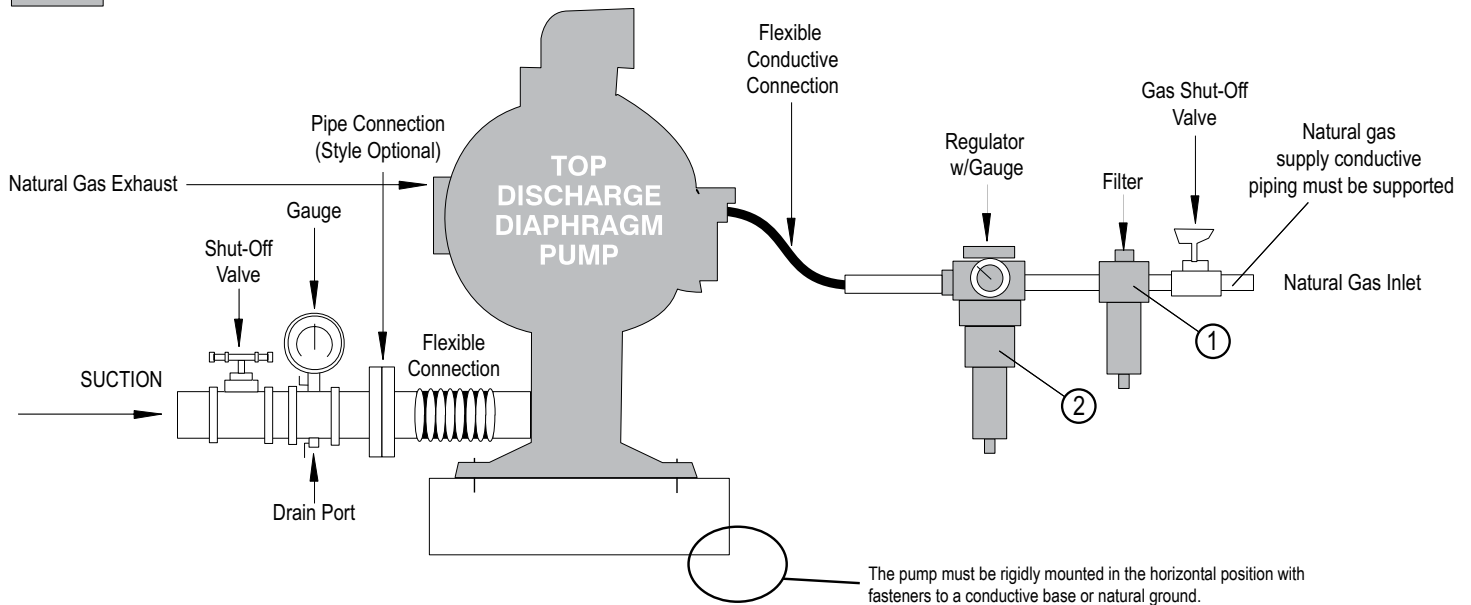 Flexible
Conductive
Connection
Gas Shut-Off
Valve
Pipe Connection
(Style Optional)
Natural gas
supply conductive
piping must be supported
Regulator
w/Gauge
TOP
DISCHARGE
DIAPHRAGM
PUMP
Natural Gas Exhaust
Filter
Gauge
Shut-Off
Valve
Natural Gas Inlet
1
Flexible
Connection
SUCTION
2
Drain Port
The pump must be rigidly mounted in the horizontal position with
fasteners to a conductive base or natural ground.